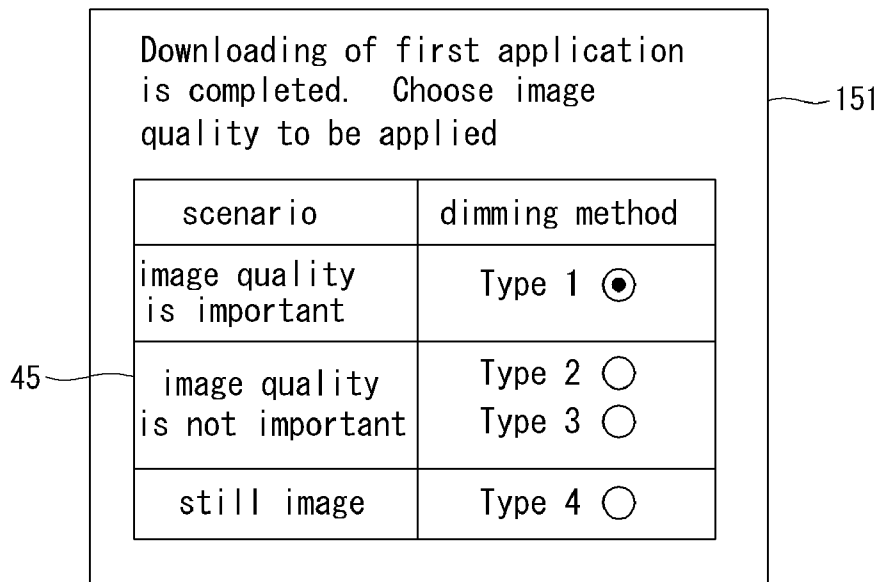 Downloading of first application
is completed. Choose image
quality to be applied
151
scenario
dimming method
image quality
is important
Type 1
45
image quality
is not important
Type 2
Type 3
still image
Type 4